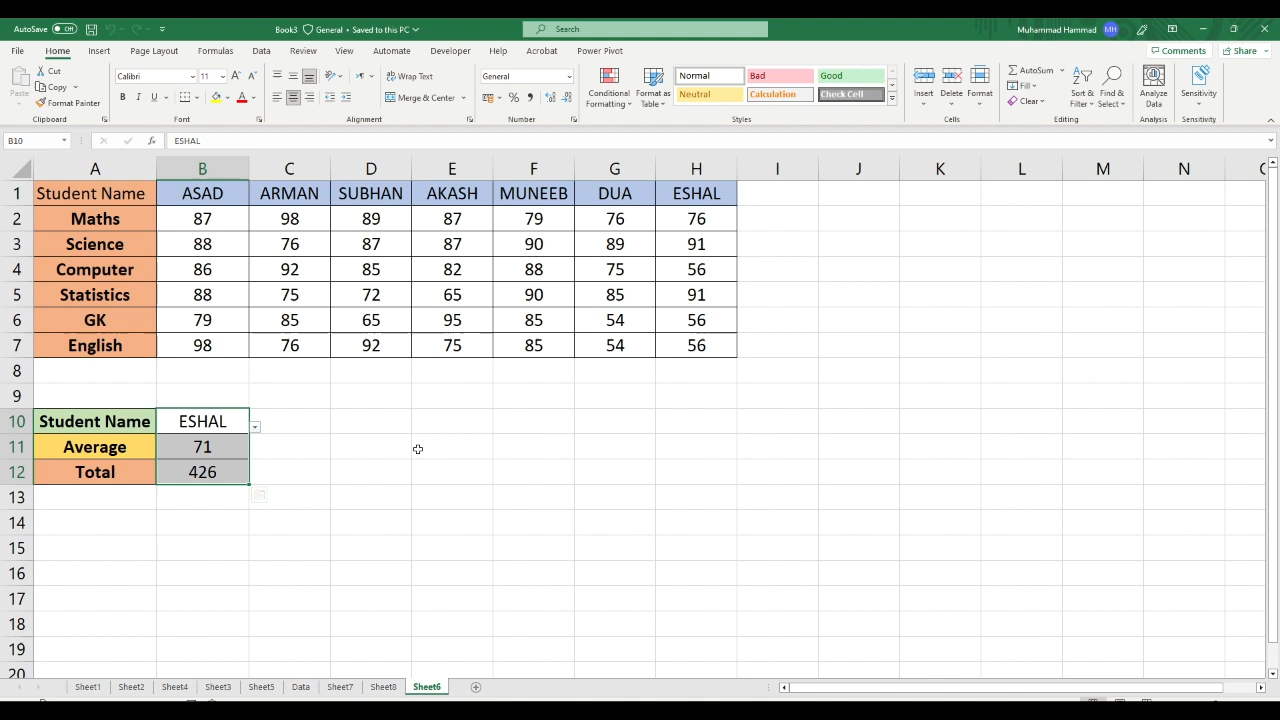 AutoSave Off Book3 General • Saved to this PC Search Muhammad Hammad MH
File Home Insert Page Layout Formulas Data Review View Automate Developer Help Acrobat Power Pivot Comments Share
Paste Cut Calibri 11 Wrap Text General Conditional Formatting Format as Table Normal Bad Good Insert Delete Format AutoSum Sort & Filter Find & Select Analyze Data Sensitivity
Copy Fill
Format Painter B I U Merge & Center Neutral Calculation Check Cell Clear
Clipboard Font Alignment Number Styles Cells Editing Analysis Sensitivity
B10 fx ESHAL
A B C D E F G H I J K L M N
1 Student Name ASAD ARMAN SUBHAN AKASH MUNEEB DUA ESHAL
2 Maths 87 98 89 87 79 76 76
3 Science 88 76 87 87 90 89 91
4 Computer 86 92 85 82 88 75 56
5 Statistics 88 75 72 65 90 85 91
6 GK 79 85 65 95 85 54 56
7 English 98 76 92 75 85 54 56
8
9
10 Student Name ESHAL
11 Average 71
12 Total 426
13
14
15
16
17
18
19
20
Sheet1 Sheet2 Sheet4 Sheet3 Sheet5 Data Sheet7 Sheet8 Sheet6